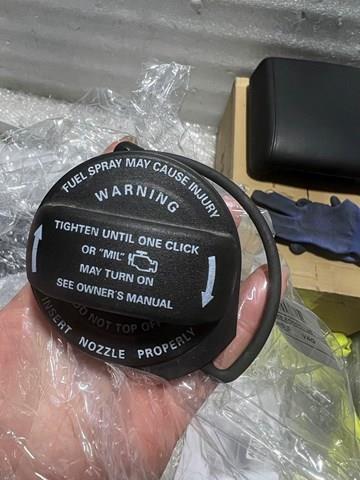 FUEL SPRAY MAY CAUSE INJURY
WARNING
TIGHTEN UNTIL ONE CLICK
OR "MIL"
MAY TURN ON
SEE OWNER'S MANUAL
DO NOT TOP OFF
INSERT NOZZLE PROPERLY
V40